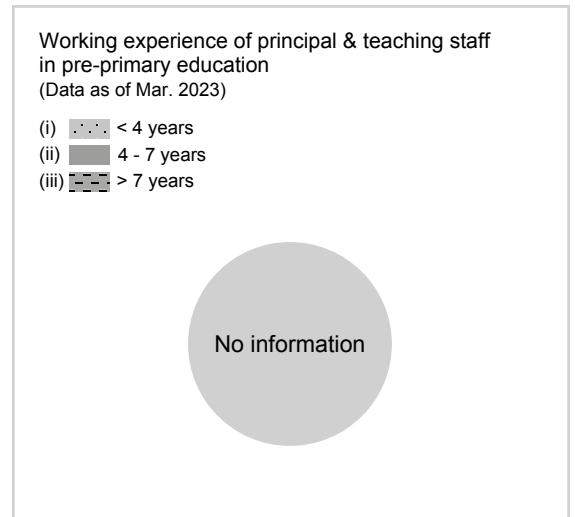 Working experience of principal & teaching staff
in pre-primary education
(Data as of Mar. 2023)
(i) < 4 years
(ii) 4 - 7 years
(iii) > 7 years
No information